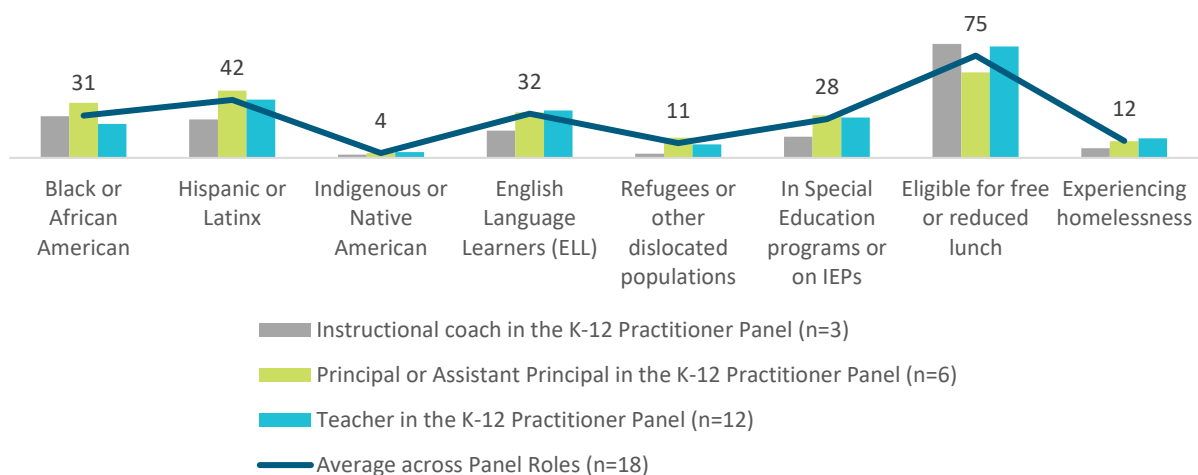 31
42
4
32
11
28
75
12
Black or
African
American
Hispanic or
Latinx
Indigenous or
Native
American
English
Language
Learners (ELL)
Refugees or
other
dislocated
populations
In Special
Education
programs or
on IEPs
Eligible for free
or reduced
lunch
Experiencing
homelessness
Instructional coach in the K-12 Practitioner Panel (n=3)
Principal or Assistant Principal in the K-12 Practitioner Panel (n=6)
Teacher in the K-12 Practitioner Panel (n=12)
Average across Panel Roles (n=18)